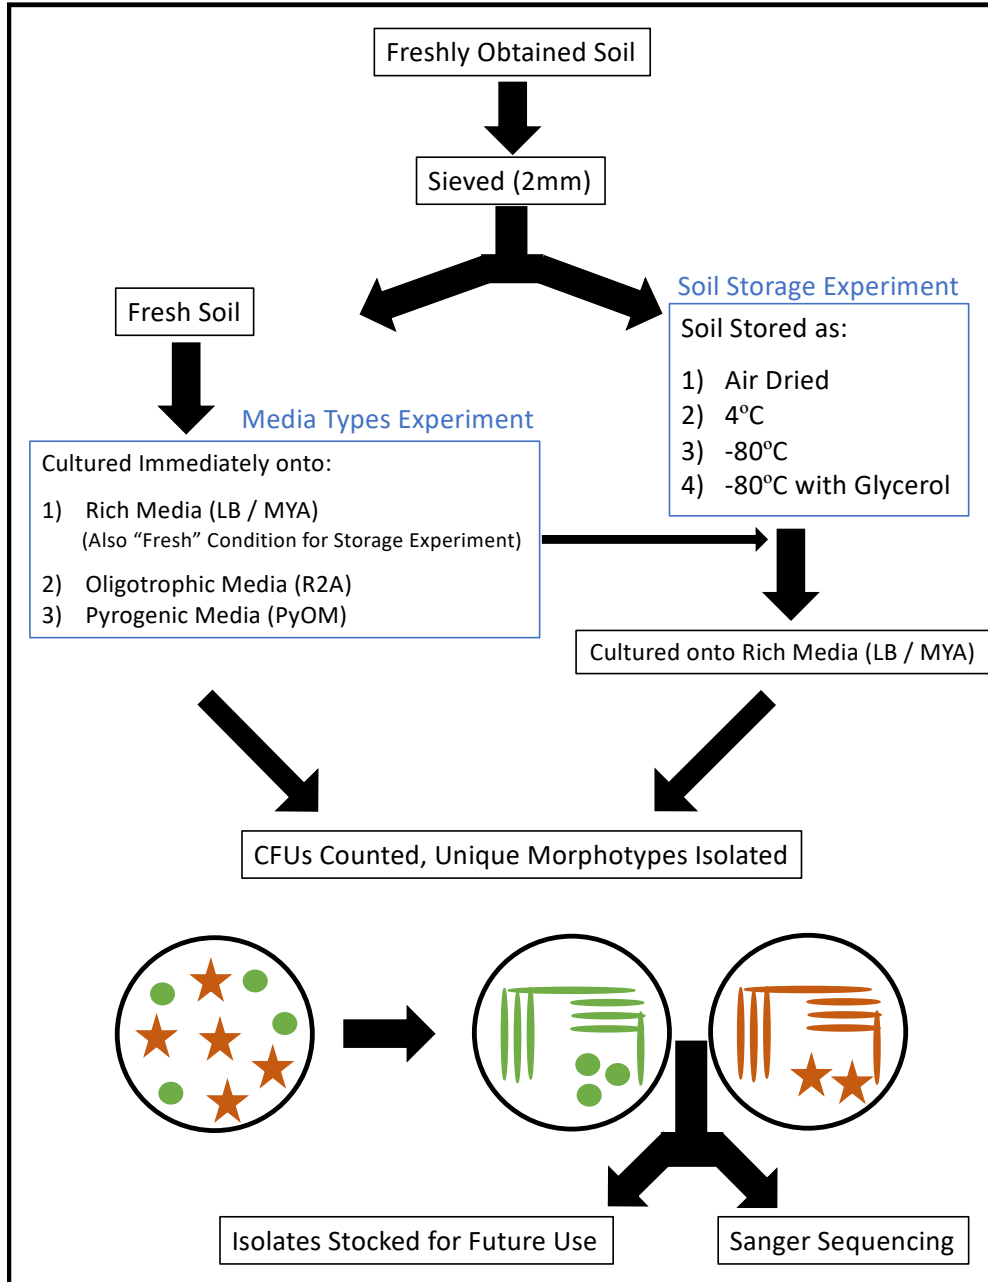 Freshly Obtained Soil
Sieved (2mm)
Fresh Soil
Soil Storage Experiment
Soil Stored as:
1) Air Dried
2) 4°C
3) -80°C
4) -80°C with Glycerol
Media Types Experiment
Cultured Immediately onto:
1) Rich Media (LB / MYA)
(Also “Fresh” Condition for Storage Experiment)
2) Oligotrophic Media (R2A)
3) Pyrogenic Media (PyOM)
Cultured onto Rich Media (LB / MYA)
CFUs Counted, Unique Morphotypes Isolated
Isolates Stocked for Future Use
Sanger Sequencing